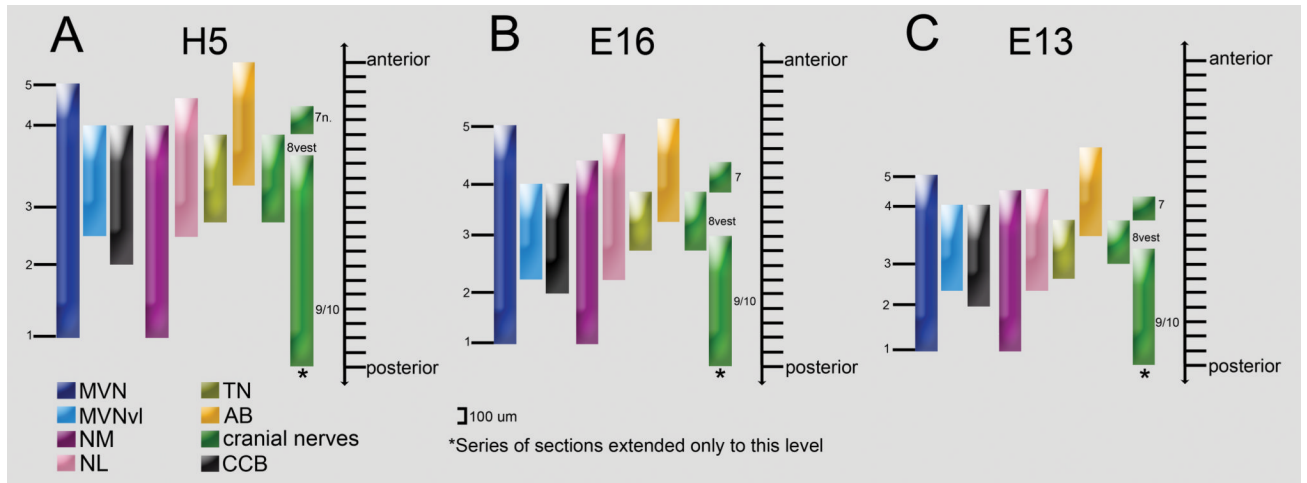 A H5
anterior
5
4
3
2
1
7n.
8vest
9/10
*
posterior
B E16
anterior
5
4
3
2
1
7
8vest
9/10
*
posterior
C E13
anterior
5
4
3
2
1
7
8vest
9/10
*
posterior
MVN
MVNvl
NM
NL
TN
AB
cranial nerves
CCB
100 um
*Series of sections extended only to this level